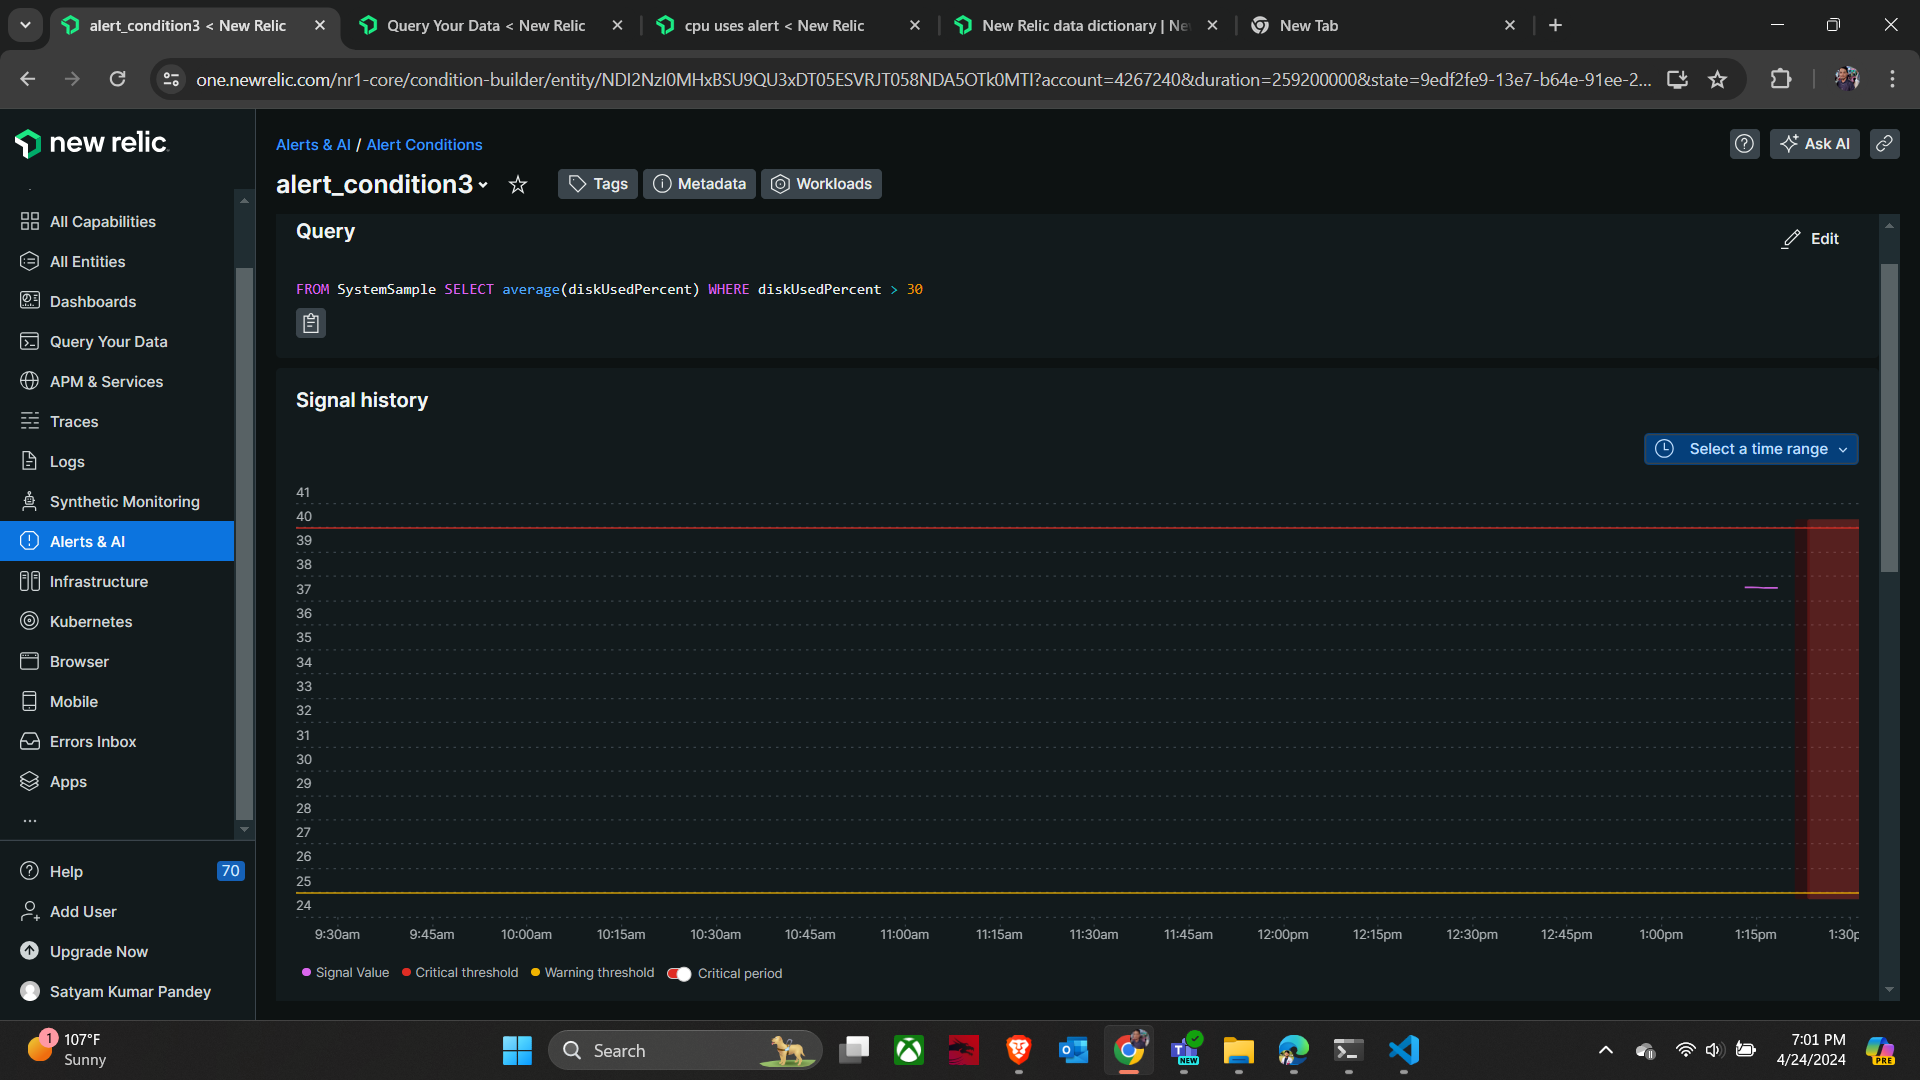 alert_condition3 < New Relic
Query Your Data < New Relic
cpu uses alert < New Relic
New Relic data dictionary | Ne
New Tab
one.newrelic.com/nr1-core/condition-builder/entity/NDI2NzI0MHxBSU9QU3xDT05ESVRJT058NDA5OTk0MTI?account=4267240&duration=259200000&state=9edf2fe9-13e7-b64e-91ee-2...
new relic
Alerts & AI / Alert Conditions
Ask AI
alert_condition3
Tags
Metadata
Workloads
All Capabilities
All Entities
Dashboards
Query Your Data
APM & Services
Traces
Logs
Synthetic Monitoring
Alerts & AI
Infrastructure
Kubernetes
Browser
Mobile
Errors Inbox
Apps
...
Help 70
Add User
Upgrade Now
Satyam Kumar Pandey
Query
Edit
FROM SystemSample SELECT average(diskUsedPercent) WHERE diskUsedPercent > 30
Signal history
Select a time range
41
40
39
38
37
36
35
34
33
32
31
30
29
28
27
26
25
24
9:30am 9:45am 10:00am 10:15am 10:30am 10:45am 11:00am 11:15am 11:30am 11:45am 12:00pm 12:15pm 12:30pm 12:45pm 1:00pm 1:15pm 1:30p
Signal Value Critical threshold Warning threshold Critical period
1
107°F
Sunny
Search
NEW
7:01 PM
4/24/2024
PRE